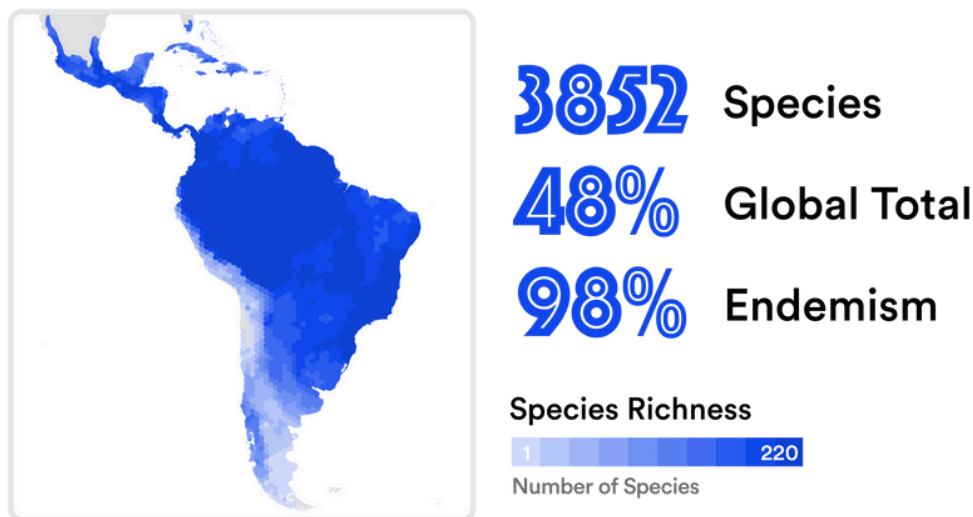 3852 Species
48% Global Total
98% Endemism
Species Richness
1 220
Number of Species